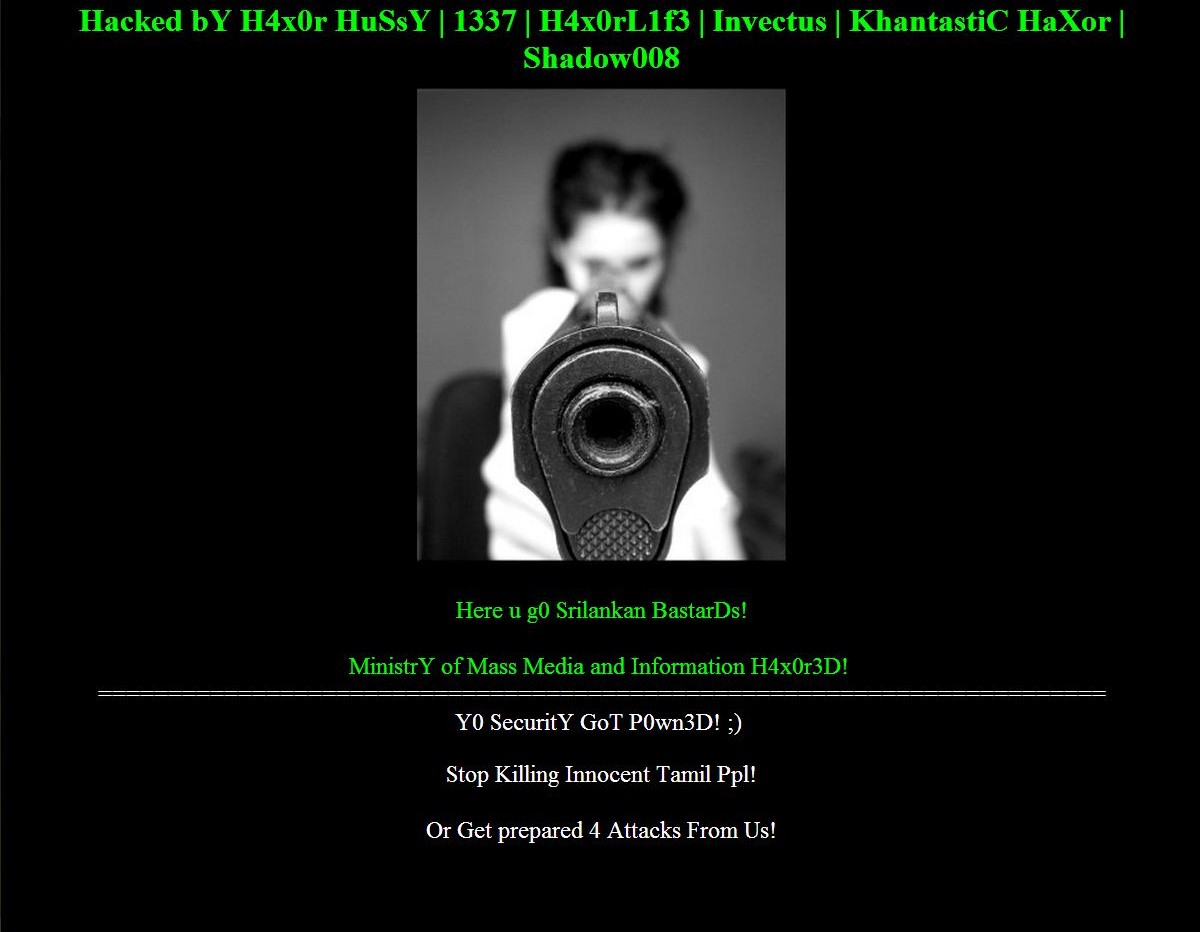 Hacked bY H4x0r HuSsY | 1337 | H4x0rL1f3 | Invectus | KhantastiC HaXor |
Shadow008
Here u g0 Srilankan BastarDs!
MinistrY of Mass Media and Information H4x0r3D!
Y0 SecuritY GoT P0wn3D! ;)
Stop Killing Innocent Tamil Ppl!
Or Get prepared 4 Attacks From Us!